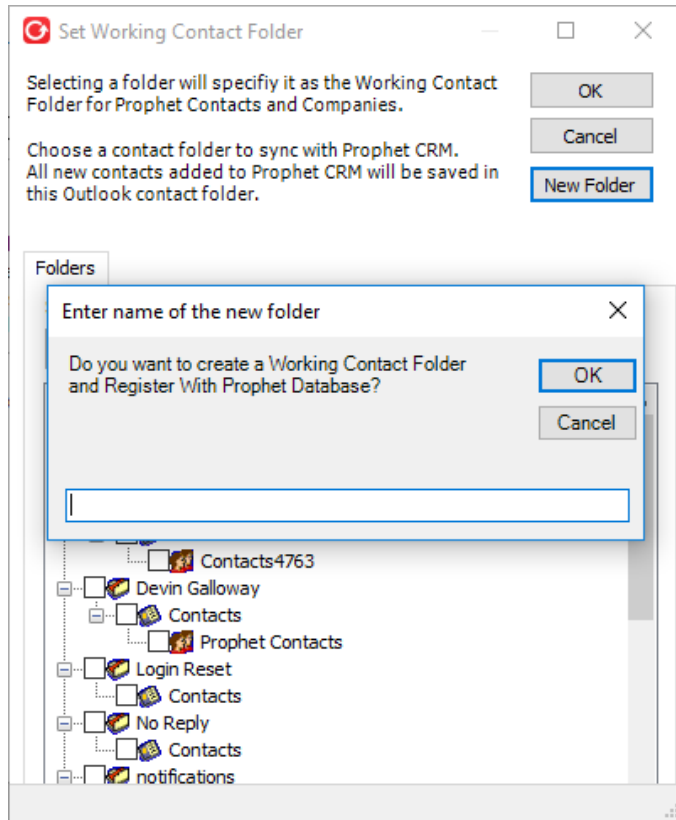 Set Working Contact Folder
Selecting a folder will specifiy it as the Working Contact
Folder for Prophet Contacts and Companies.
OK
Cancel
Choose a contact folder to sync with Prophet CRM.
All new contacts added to Prophet CRM will be saved in
this Outlook contact folder.
New Folder
Folders
Enter name of the new folder
Do you want to create a Working Contact Folder
and Register With Prophet Database?
OK
Cancel
Contacts4763
Devin Galloway
Contacts
Prophet Contacts
Login Reset
Contacts
No Reply
Contacts
notifications